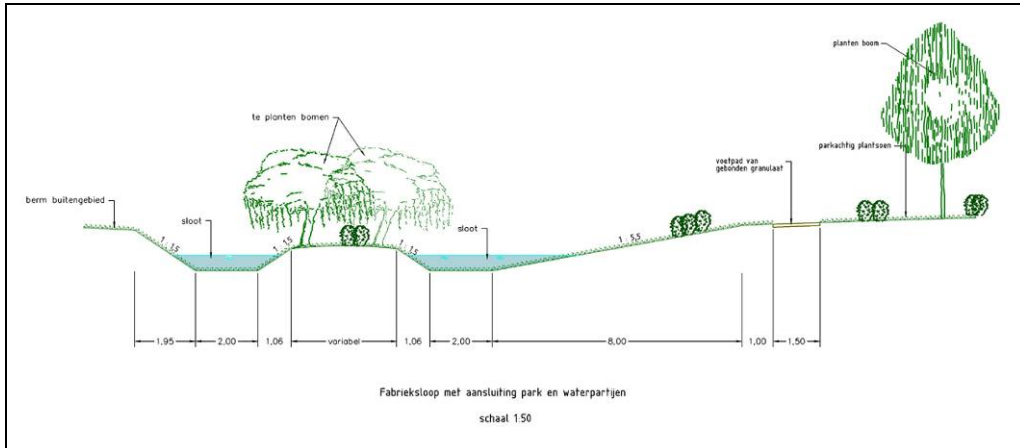 planten boom
te planten bomen
voetpad van
gebonden granulaat
parkachtig plantsoen
berm buitengebied
sloot
sloot
1 : 1,5
1 : 1,5
1 : 1,5
1 : 5,5
1,95
2,00
1,06
variabel
1,06
2,00
8,00
1,00
1,50
Fabrieksloop met aansluiting park en waterpartijen
schaal 1:50